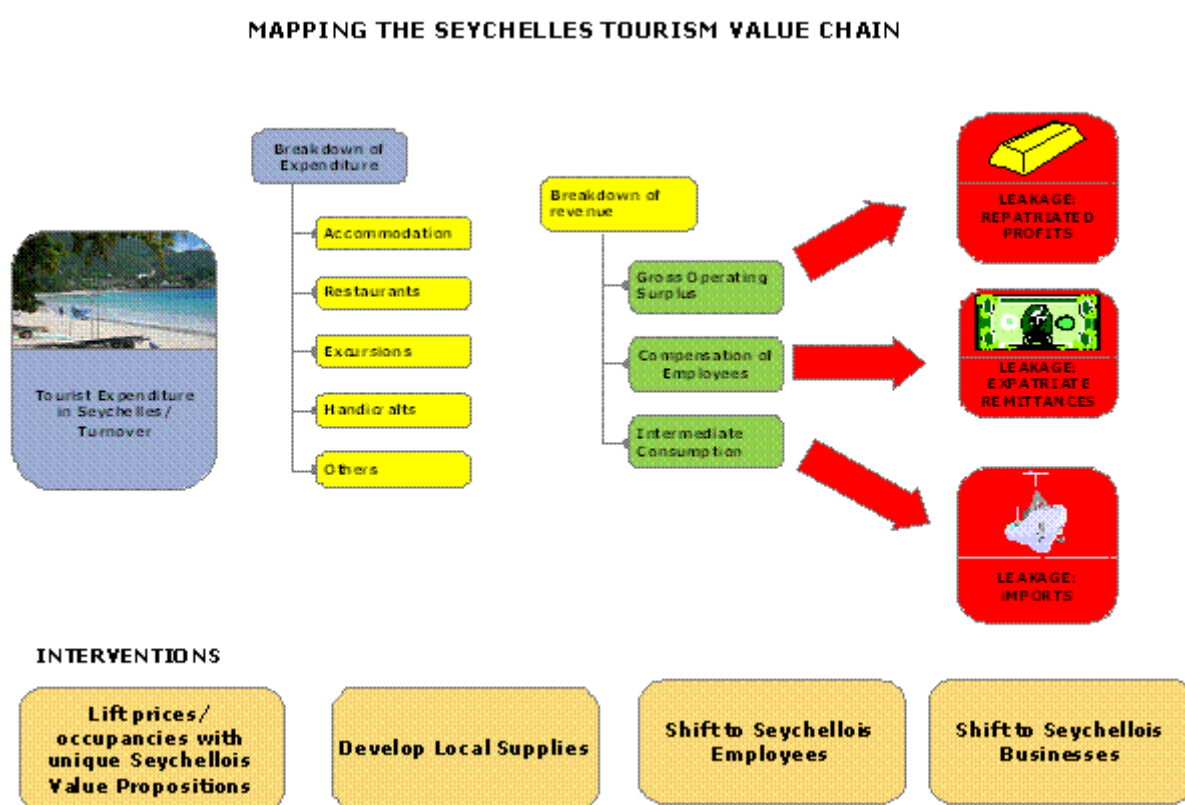 MAPPING THE SEYCHELLES TOURISM VALUE CHAIN
Breakdown of
Expenditure
Accommodation
Restaurants
Excursions
Handicrafts
Others
Tourist Expenditure
in Seychelles/
Turnover
Breakdown of
revenue
Gross Operating
Surplus
Compensation of
Employees
Intermediate
Consumption
LEAKAGE:
REPATRIATED
PROFITS
LEAKAGE:
EXPATRIATE
REMITTANCES
LEAKAGE:
iMPORTS
INTERVENTIONS
Lift prices/
occupancies with
unique Seychellois
Value Propositions
Develop Local Supplies
Shift to Seychellois
Employees
Shift to Seychellois
Businesses